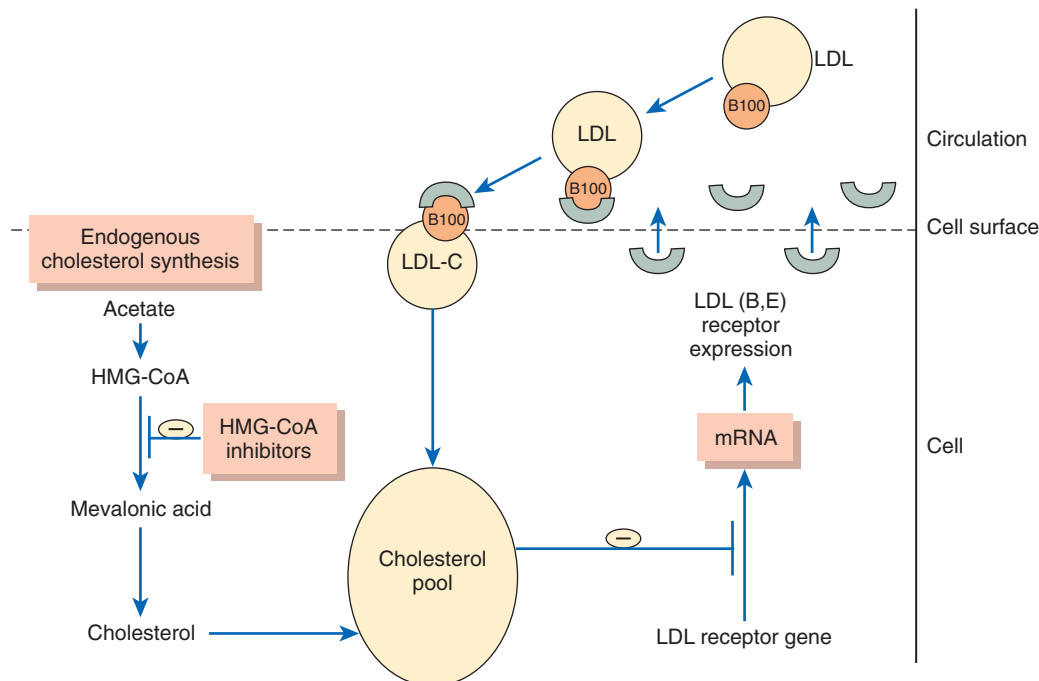 LDL
B100
LDL
B100
Circulation
B100
Cell surface
LDL-C
Endogenous
cholesterol synthesis
Acetate
HMG-CoA
−
HMG-CoA
inhibitors
Mevalonic acid
Cholesterol
Cholesterol
pool
−
LDL (B,E)
receptor
expression
mRNA
LDL receptor gene
Cell